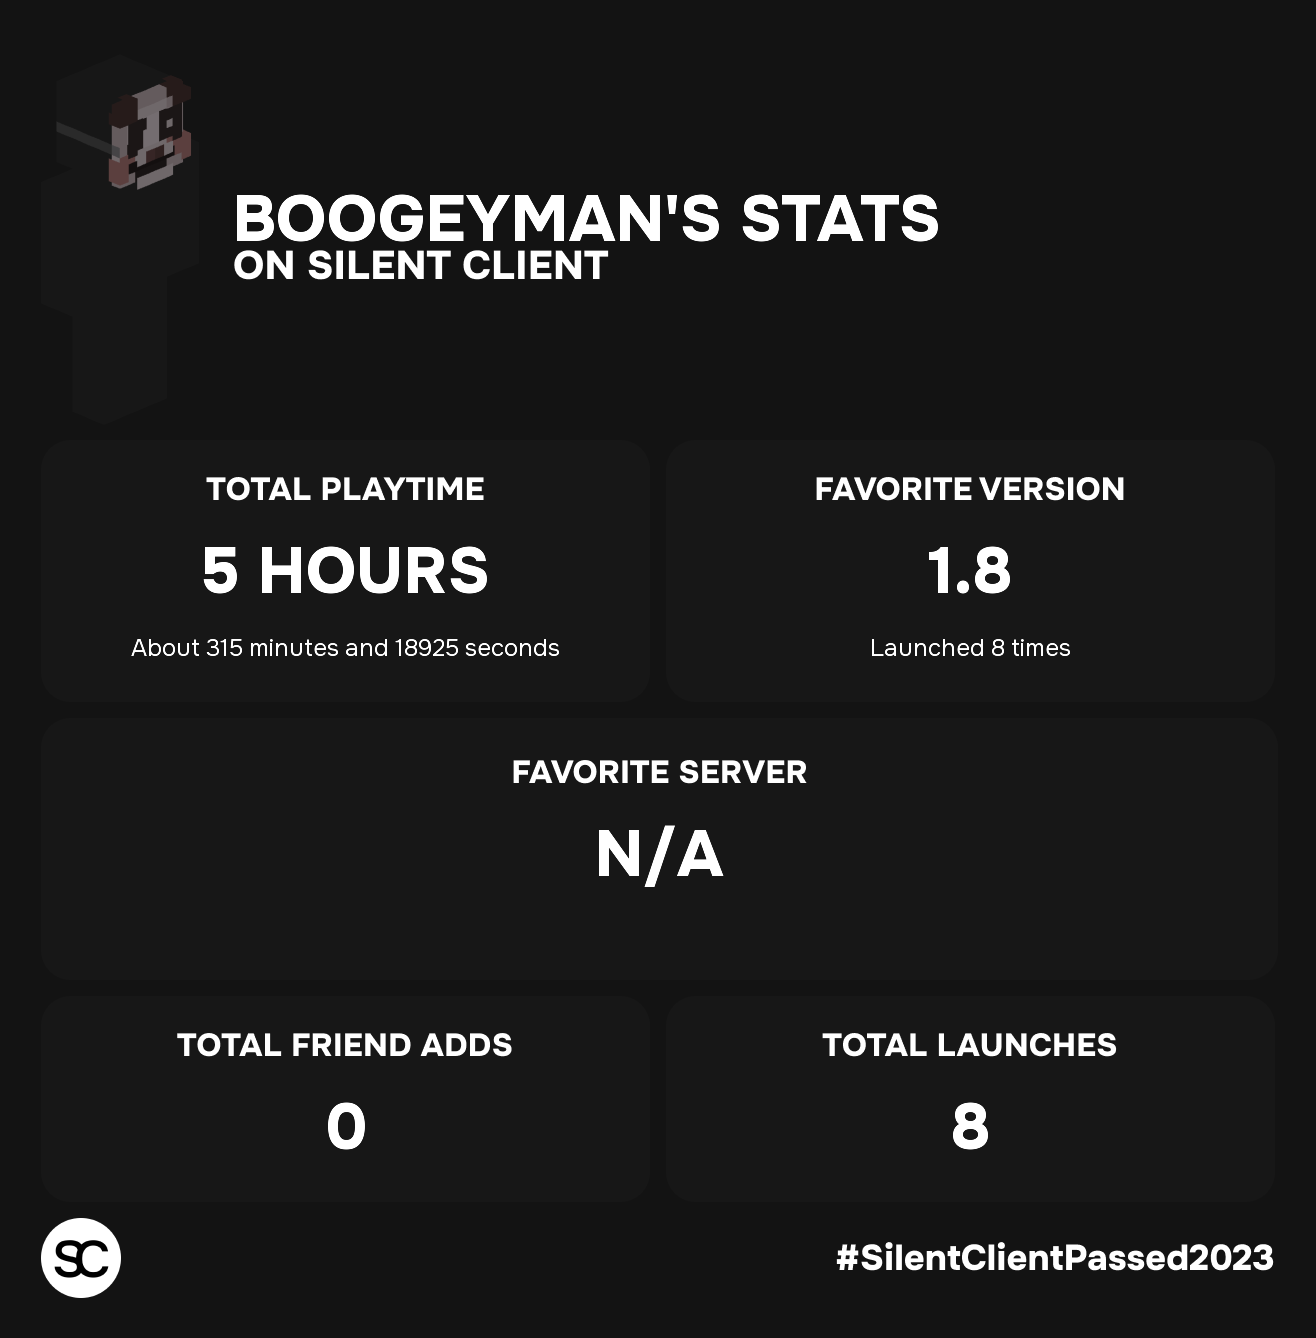 BOOGEYMAN'S STATS
ON SILENT CLIENT
TOTAL PLAYTIME
5 HOURS
About 315 minutes and 18925 seconds
FAVORITE VERSION
1.8
Launched 8 times
FAVORITE SERVER
N/A
TOTAL FRIEND ADDS
0
TOTAL LAUNCHES
8
SC
#SilentClientPassed2023